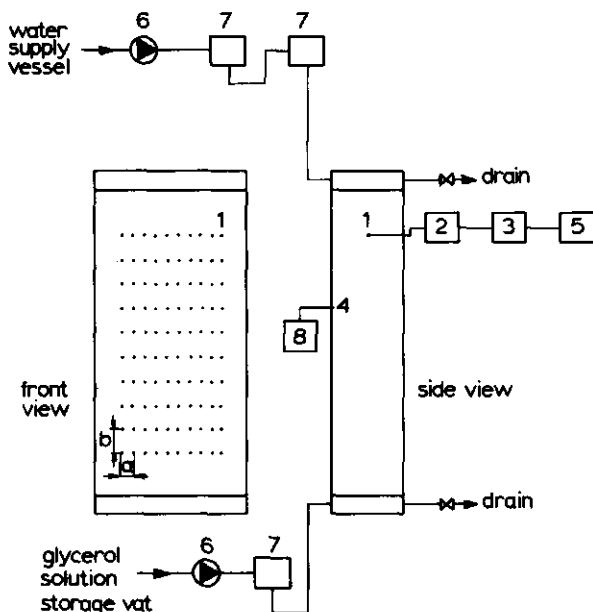 water
supply
vessel
6
7
7
drain
1
1
2
3
5
4
8
front
view
side view
b
a
drain
glycerol
solution
storage vat
6
7